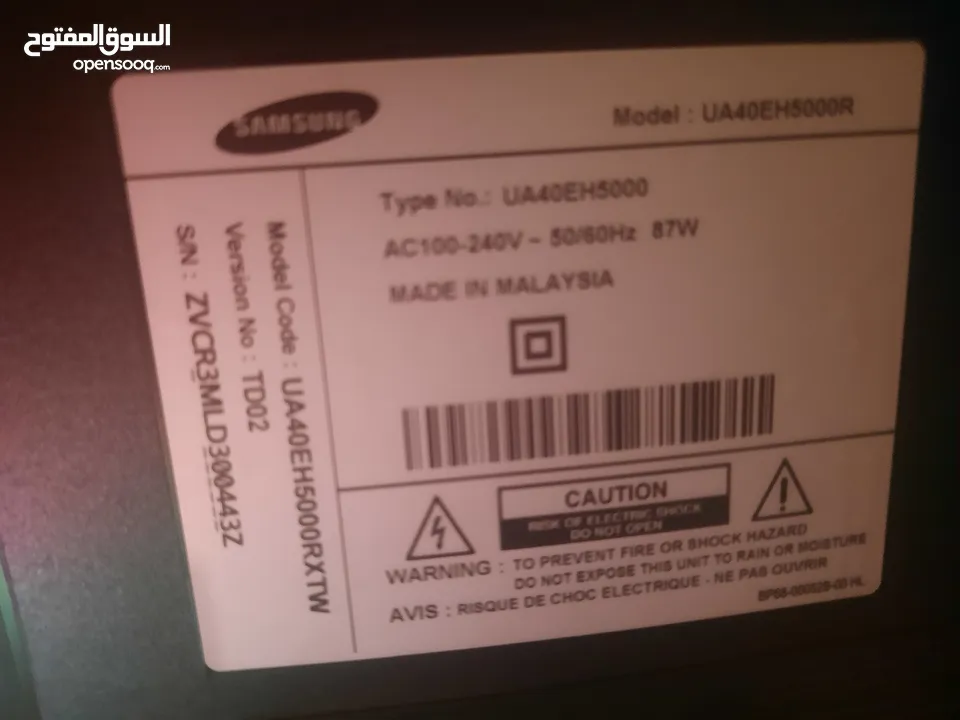 السوق المفتوح
opensooq.com
SAMSUNG
Model : UA40EH5000R
Type No.: UA40EH5000
AC100-240V ~ 50/60Hz 87W
MADE IN MALAYSIA
Model Code : UA40EH5000RXTW
Version No : TD02
S/N : ZVCR3MLD300443Z
CAUTION
RISK OF ELECTRIC SHOCK
DO NOT OPEN
WARNING : TO PREVENT FIRE OR SHOCK HAZARD
DO NOT EXPOSE THIS UNIT TO RAIN OR MOISTURE
AVIS : RISQUE DE CHOC ELECTRIQUE - NE PAS OUVRIR